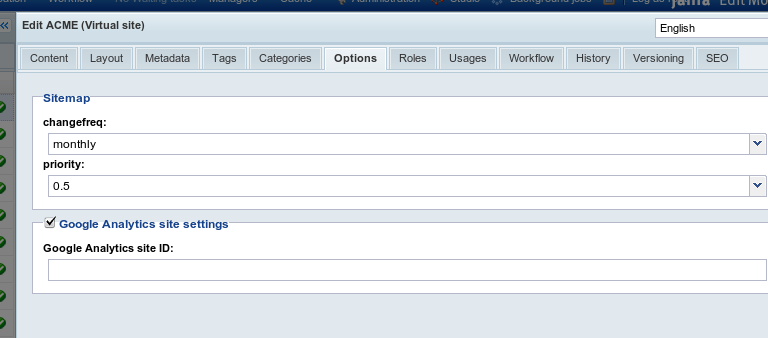 Edit ACME (Virtual site)
English
Content Layout Metadata Tags Categories Options Roles Usages Workflow History Versioning SEO
Sitemap
changefreq:
monthly
priority:
0.5
Google Analytics site settings
Google Analytics site ID: